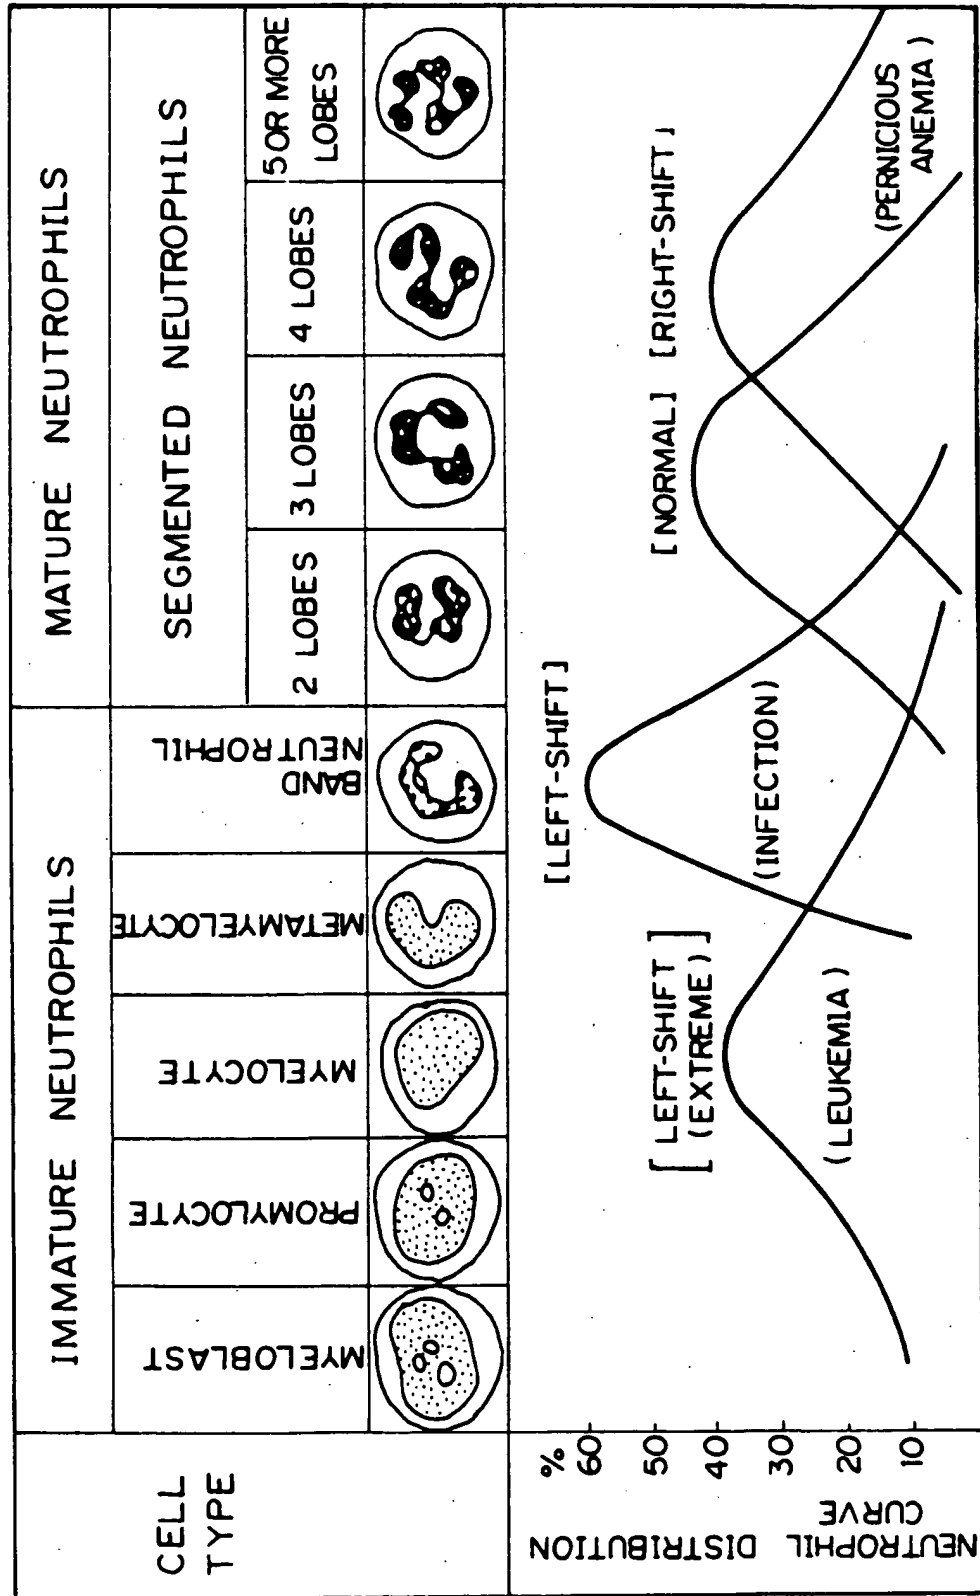 CELL
TYPE
IMMATURE NEUTROPHILS
MATURE NEUTROPHILS
SEGMENTED NEUTROPHILS
MYELOBLAST
PROMYLOCYTE
MYELOCYTE
METAMYELOCYTE
BAND
NEUTROPHIL
2 LOBES
3 LOBES
4 LOBES
5 OR MORE
LOBES
NEUTROPHIL DISTRIBUTION
CURVE
%
60
50
40
30
20
10
[LEFT-SHIFT
(EXTREME)]
(LEUKEMIA)
[LEFT-SHIFT]
(INFECTION)
[NORMAL]
[RIGHT-SHIFT]
(PERNICIOUS
ANEMIA)